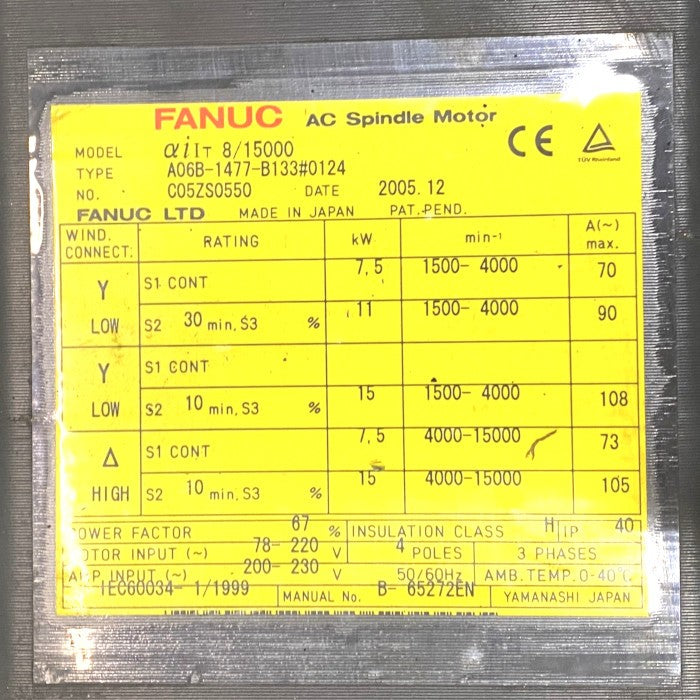 FANUC AC Spindle Motor
MODEL αiIT 8/15000
TYPE A06B-1477-B133#0124
NO. C05ZS0550 DATE 2005.12
CE
TÜV Rheinland
FANUC LTD MADE IN JAPAN PAT.PEND.
WIND. CONNECT. RATING kW min-¹ A(~) max.
Y LOW S1 CONT 7,5 1500- 4000 70
S2 30 min, S3 % 11 1500- 4000 90
Y LOW S1 CONT
S2 10 min, S3 % 15 1500- 4000 108
Δ HIGH S1 CONT 7,5 4000-15000 73
S2 10 min, S3 % 15 4000-15000 105
POWER FACTOR 67 % INSULATION CLASS H IP 40
MOTOR INPUT (~) 78- 220 V 4 POLES 3 PHASES
AMP.INPUT (~) 200- 230 V 50/60Hz AMB.TEMP.0-40℃
IEC60034- 1/1999 MANUAL No. B- 65272EN YAMANASHI JAPAN